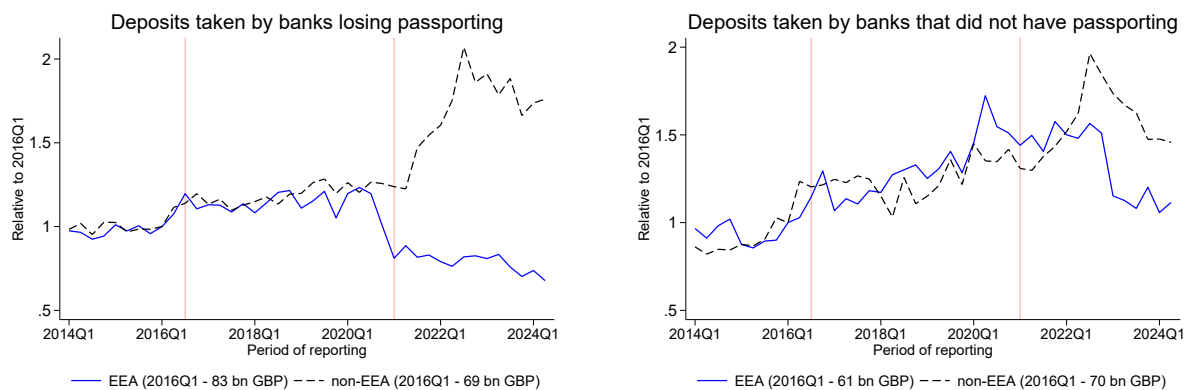 Deposits taken by banks losing passporting
Relative to 2016Q1
2
1.5
1
.5
2014Q1 2016Q1 2018Q1 2020Q1 2022Q1 2024Q1
Period of reporting
EEA (2016Q1 - 83 bn GBP) non-EEA (2016Q1 - 69 bn GBP)
Deposits taken by banks that did not have passporting
Relative to 2016Q1
2
1.5
1
.5
2014Q1 2016Q1 2018Q1 2020Q1 2022Q1 2024Q1
Period of reporting
EEA (2016Q1 - 61 bn GBP) non-EEA (2016Q1 - 70 bn GBP)